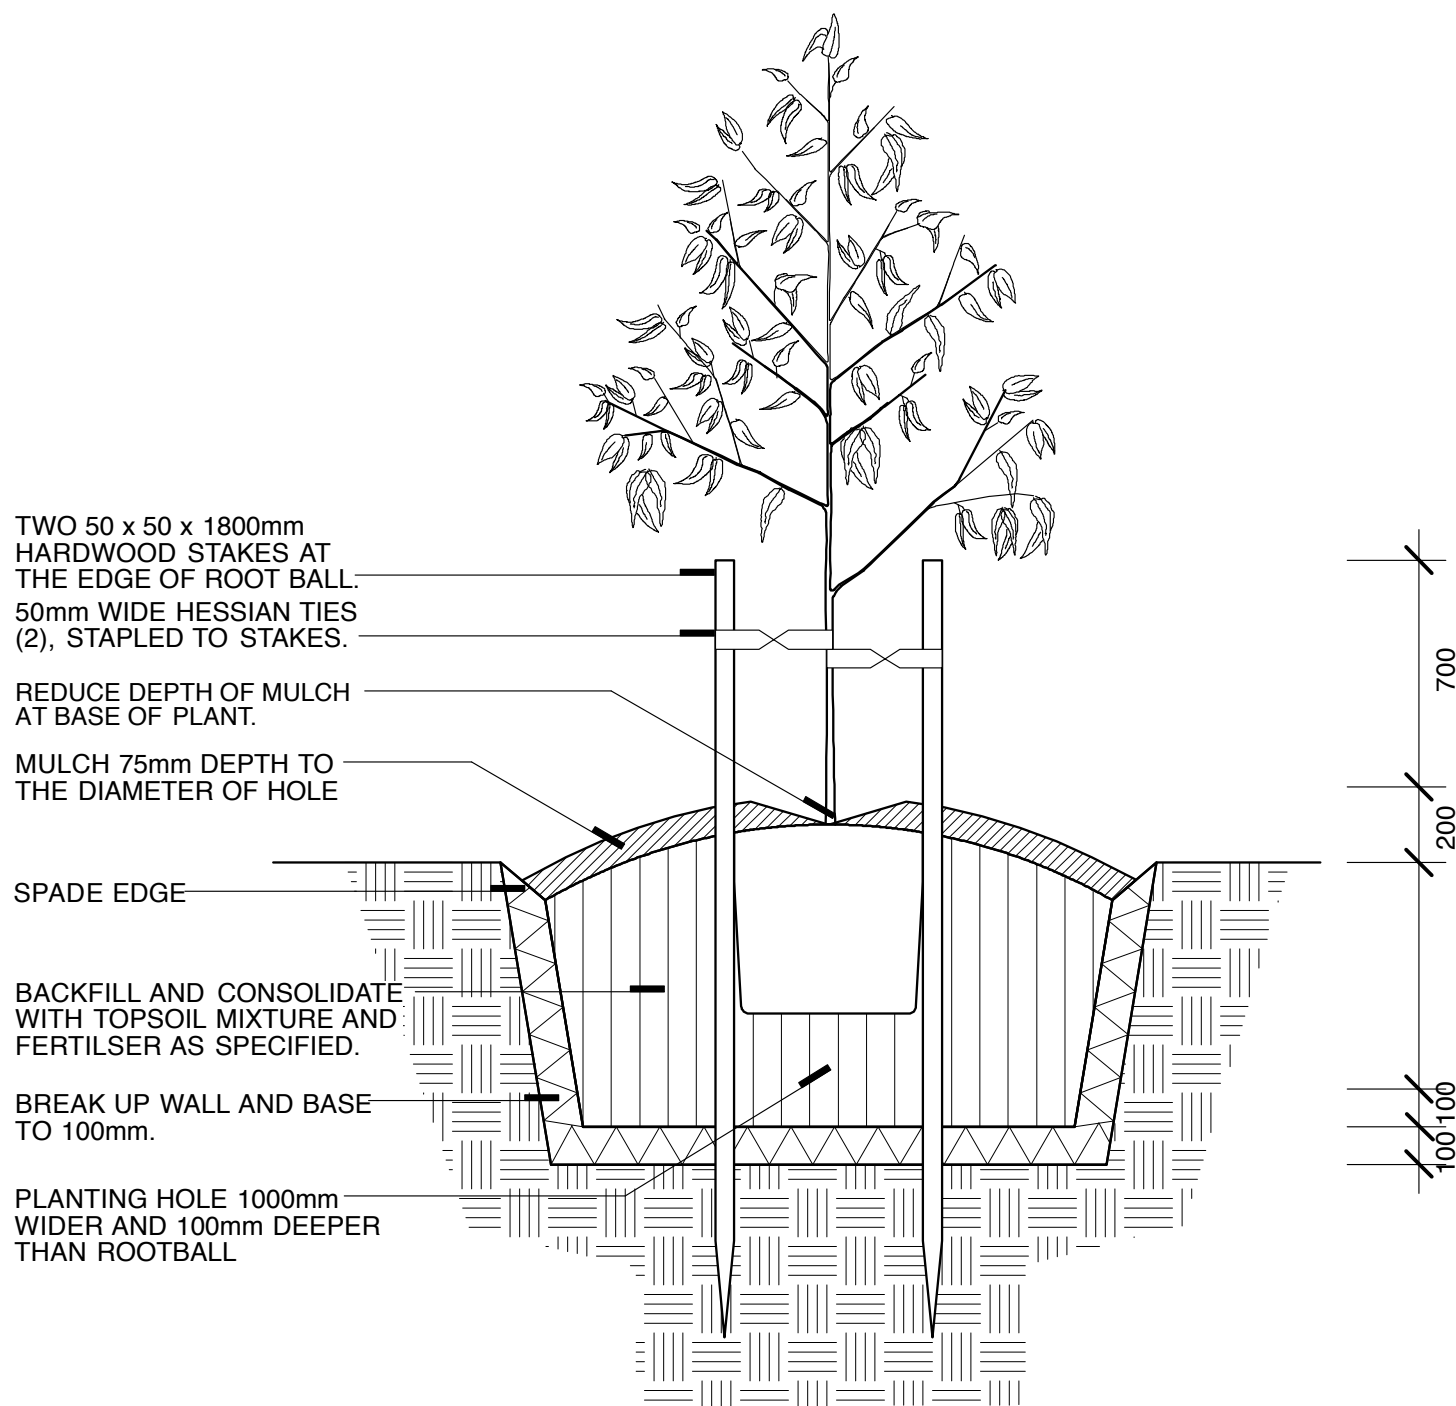 TWO 50 x 50 x 1800mm
HARDWOOD STAKES AT
THE EDGE OF ROOT BALL.
50mm WIDE HESSIAN TIES
(2), STAPLED TO STAKES.
REDUCE DEPTH OF MULCH
AT BASE OF PLANT.
MULCH 75mm DEPTH TO
THE DIAMETER OF HOLE
SPADE EDGE
BACKFILL AND CONSOLIDATE
WITH TOPSOIL MIXTURE AND
FERTILSER AS SPECIFIED.
BREAK UP WALL AND BASE
TO 100mm.
PLANTING HOLE 1000mm
WIDER AND 100mm DEEPER
THAN ROOTBALL
700
200
100
100